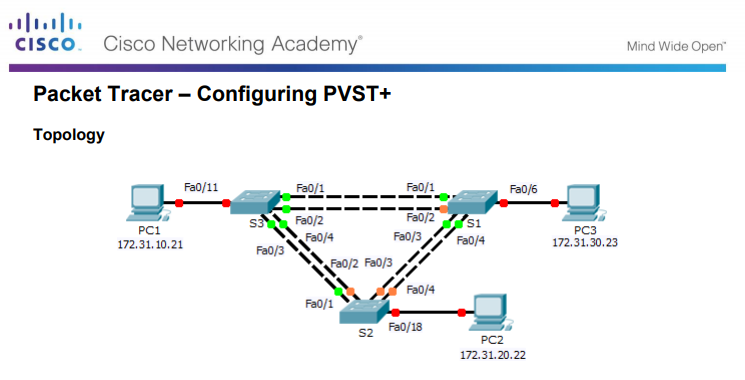 CISCO. Cisco Networking Academy® Mind Wide Open™
Packet Tracer – Configuring PVST+
Topology
Fa0/11 Fa0/1 Fa0/1 Fa0/6
PC1 S3 Fa0/2 Fa0/2 S1 PC3
172.31.10.21 Fa0/4 Fa0/3 172.31.30.23
Fa0/3 Fa0/4
Fa0/2 Fa0/3
Fa0/1 Fa0/4
S2 Fa0/18 PC2
172.31.20.22